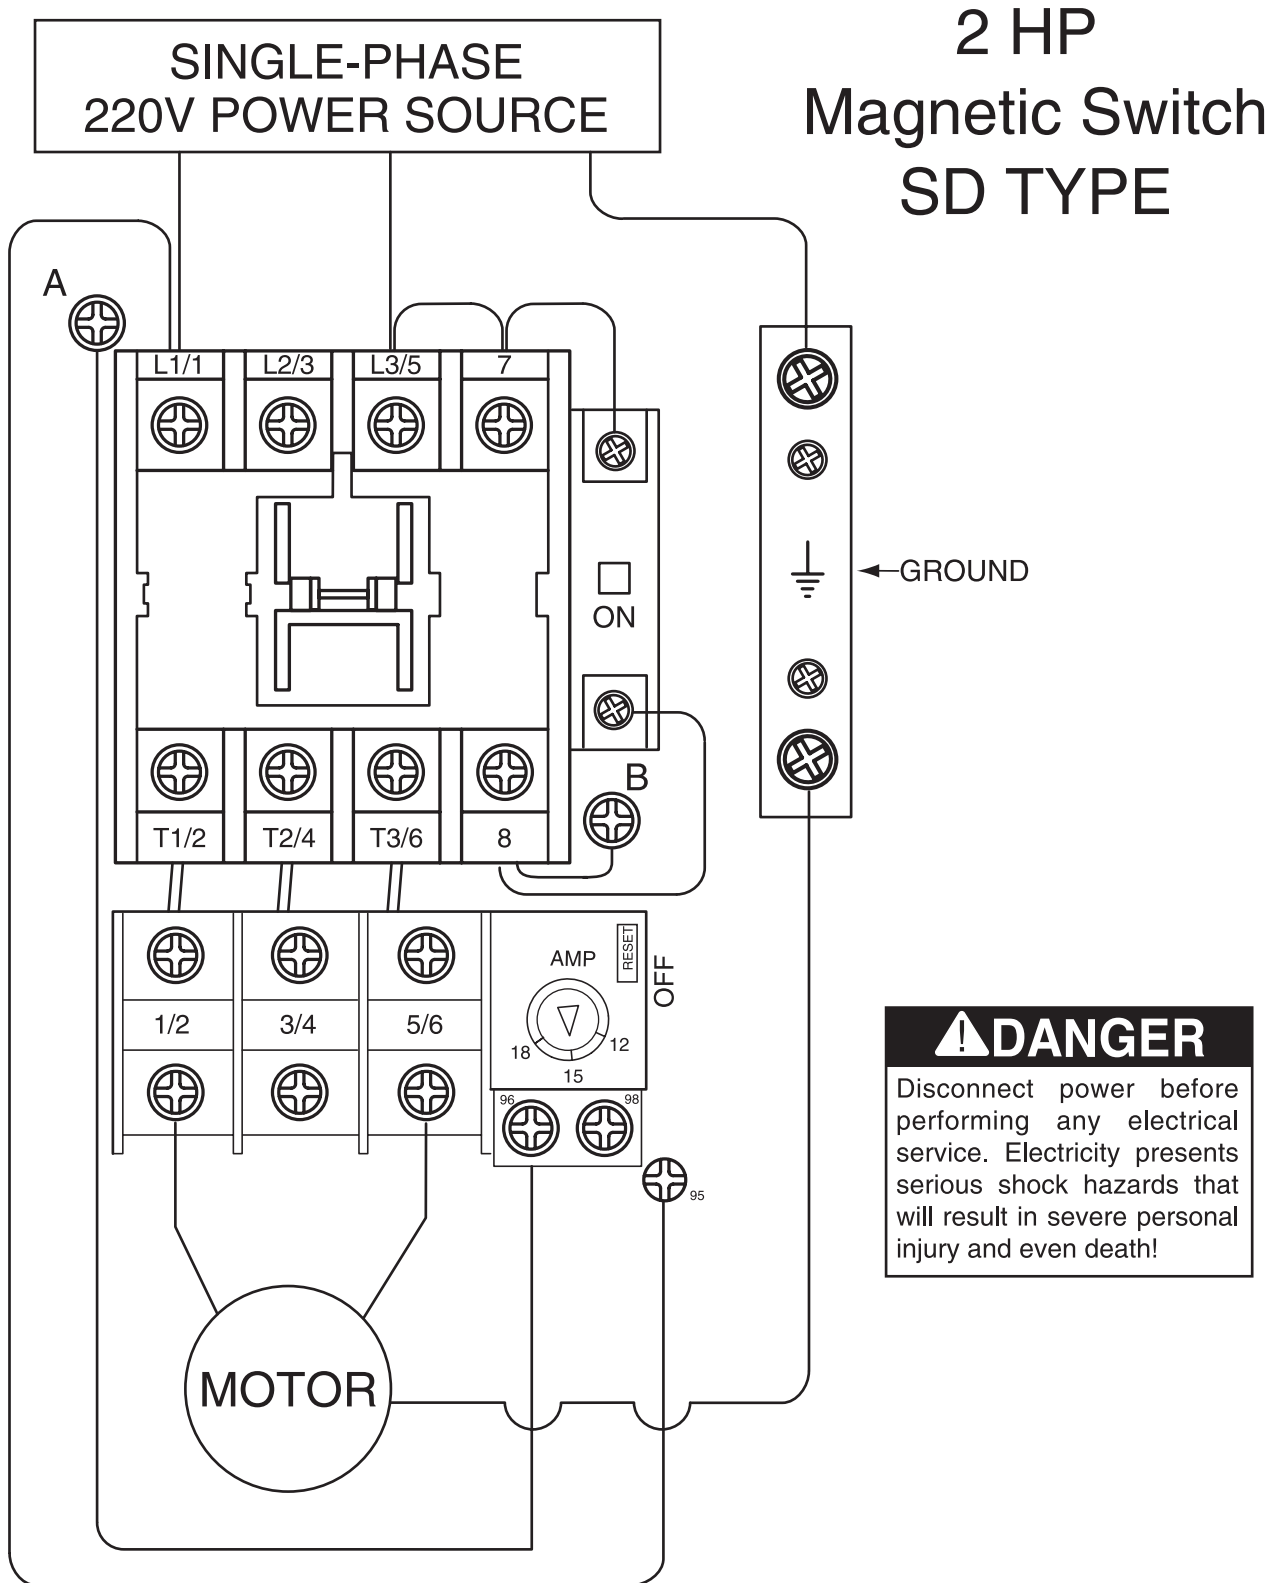 2 HP
Magnetic Switch
SD TYPE
SINGLE-PHASE
220V POWER SOURCE
A
L1/1 L2/3 L3/5 7
GROUND
ON
B
T1/2 T2/4 T3/6 8
AMP
RESET
OFF
1/2 3/4 5/6
18 12
15
96 98
95
DANGER
Disconnect power before
performing any electrical
service. Electricity presents
serious shock hazards that
will result in severe personal
injury and even death!
MOTOR